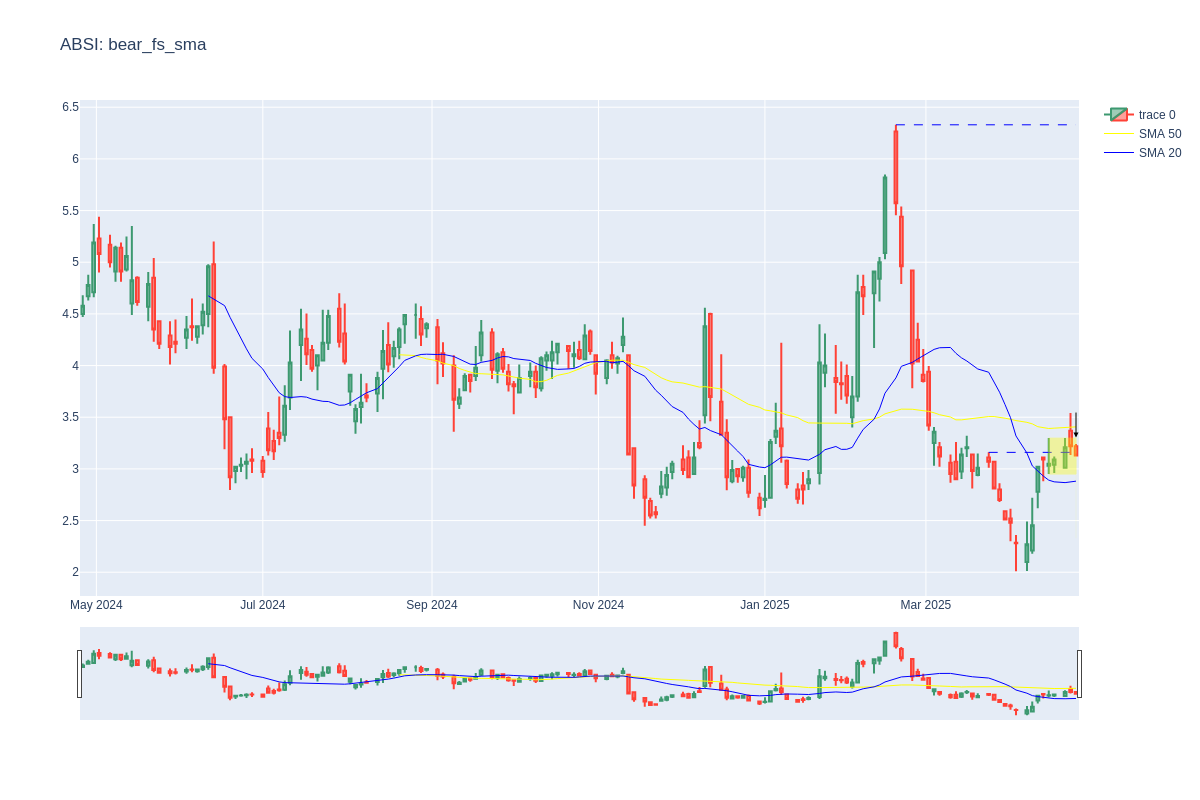 ABSI: bear_fs_sma
6.5
6
5.5
5
4.5
4
3.5
3
2.5
2
May 2024
Jul 2024
Sep 2024
Nov 2024
Jan 2025
Mar 2025
trace 0
SMA 50
SMA 20